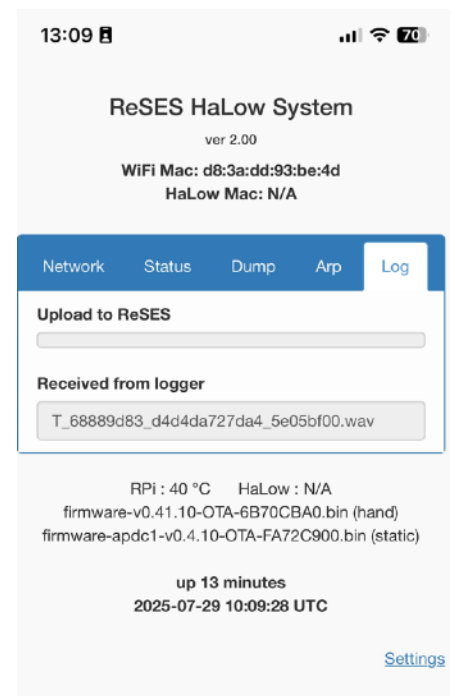 13:09
70
ReSES HaLow System
ver 2.00
WiFi Mac: d8:3a:dd:93:be:4d
HaLow Mac: N/A
Network Status Dump Arp Log
Upload to ReSES
Received from logger
T_68889d83_d4d4da727da4_5e05bf00.wav
RPi : 40 °C HaLow : N/A
firmware-v0.41.10-OTA-6B70CBA0.bin (hand)
firmware-apdc1-v0.4.10-OTA-FA72C900.bin (static)
up 13 minutes
2025-07-29 10:09:28 UTC
Settings